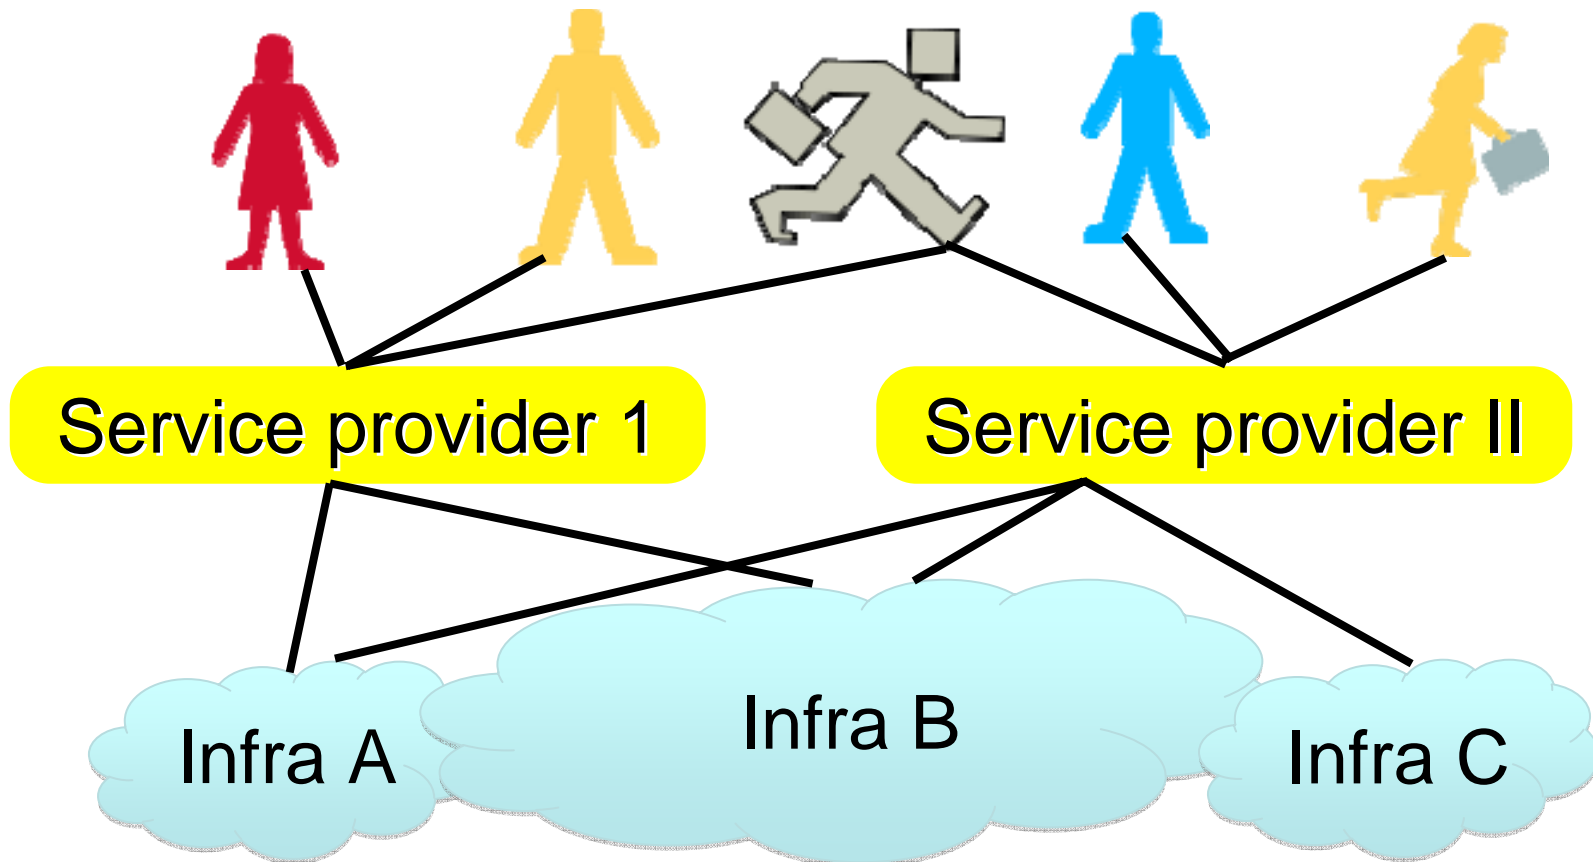 Service provider 1
Service provider II
Infra A
Infra B
Infra C